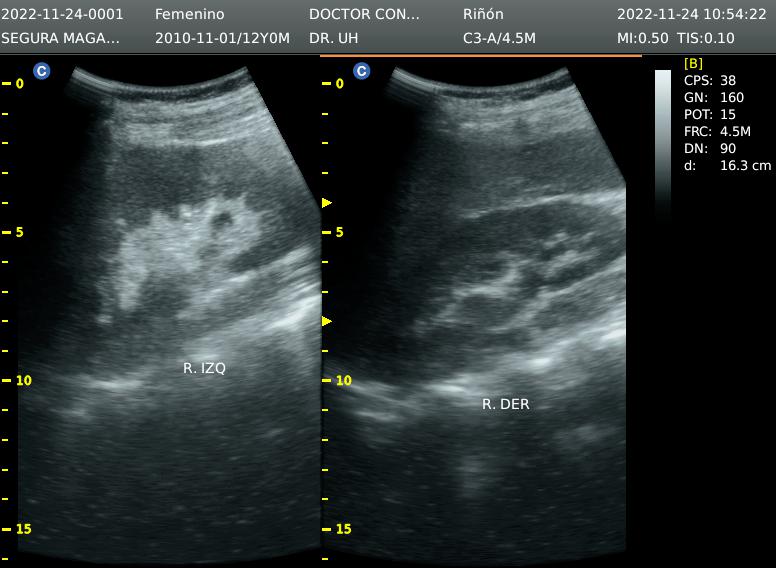 2022-11-24-0001 Femenino DOCTOR CON... Riñón 2022-11-24 10:54:22
SEGURA MAGA... 2010-11-01/12Y0M DR. UH C3-A/4.5M MI:0.50 TIS:0.10
C C
[B]
CPS: 38
GN: 160
POT: 15
FRC: 4.5M
DN: 90
d: 16.3 cm
0 0
5 5
R. IZQ
10 10
R. DER
15 15